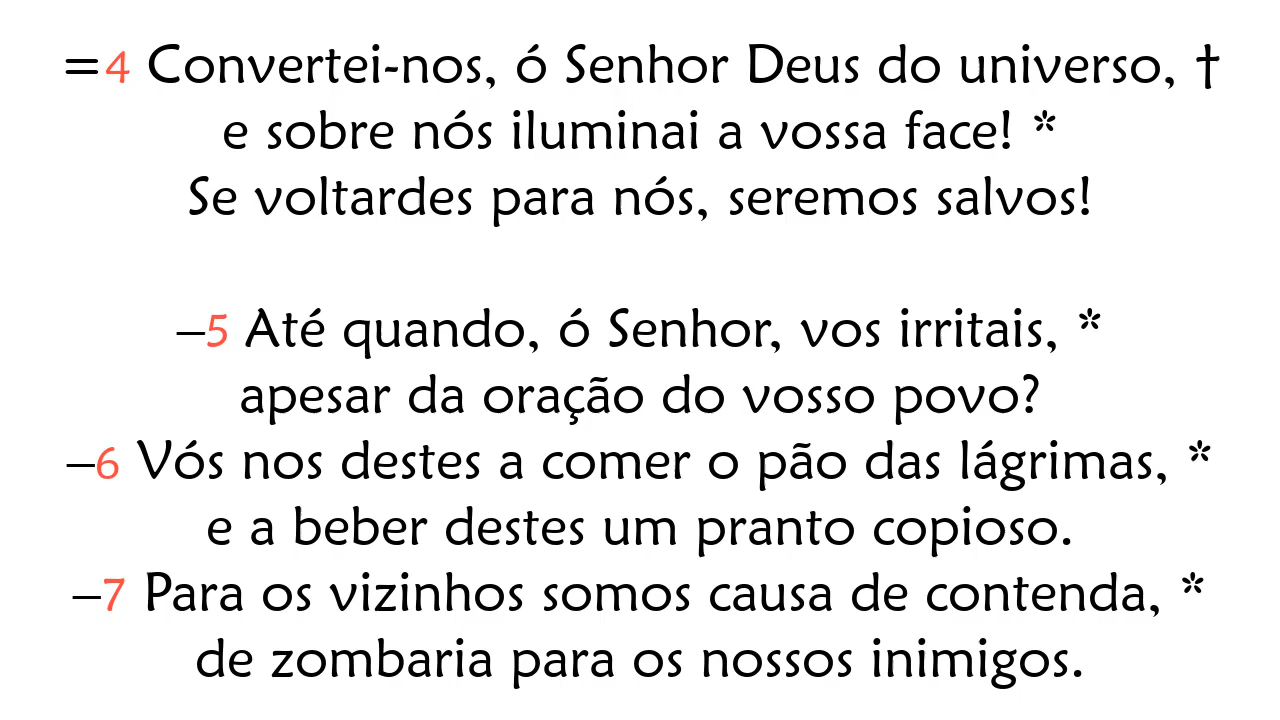 =4 Convertei-nos, ó Senhor Deus do universo, †
e sobre nós iluminai a vossa face! *
Se voltardes para nós, seremos salvos!
–5 Até quando, ó Senhor, vos irritais, *
apesar da oração do vosso povo?
–6 Vós nos destes a comer o pão das lágrimas, *
e a beber destes um pranto copioso.
–7 Para os vizinhos somos causa de contenda, *
de zombaria para os nossos inimigos.